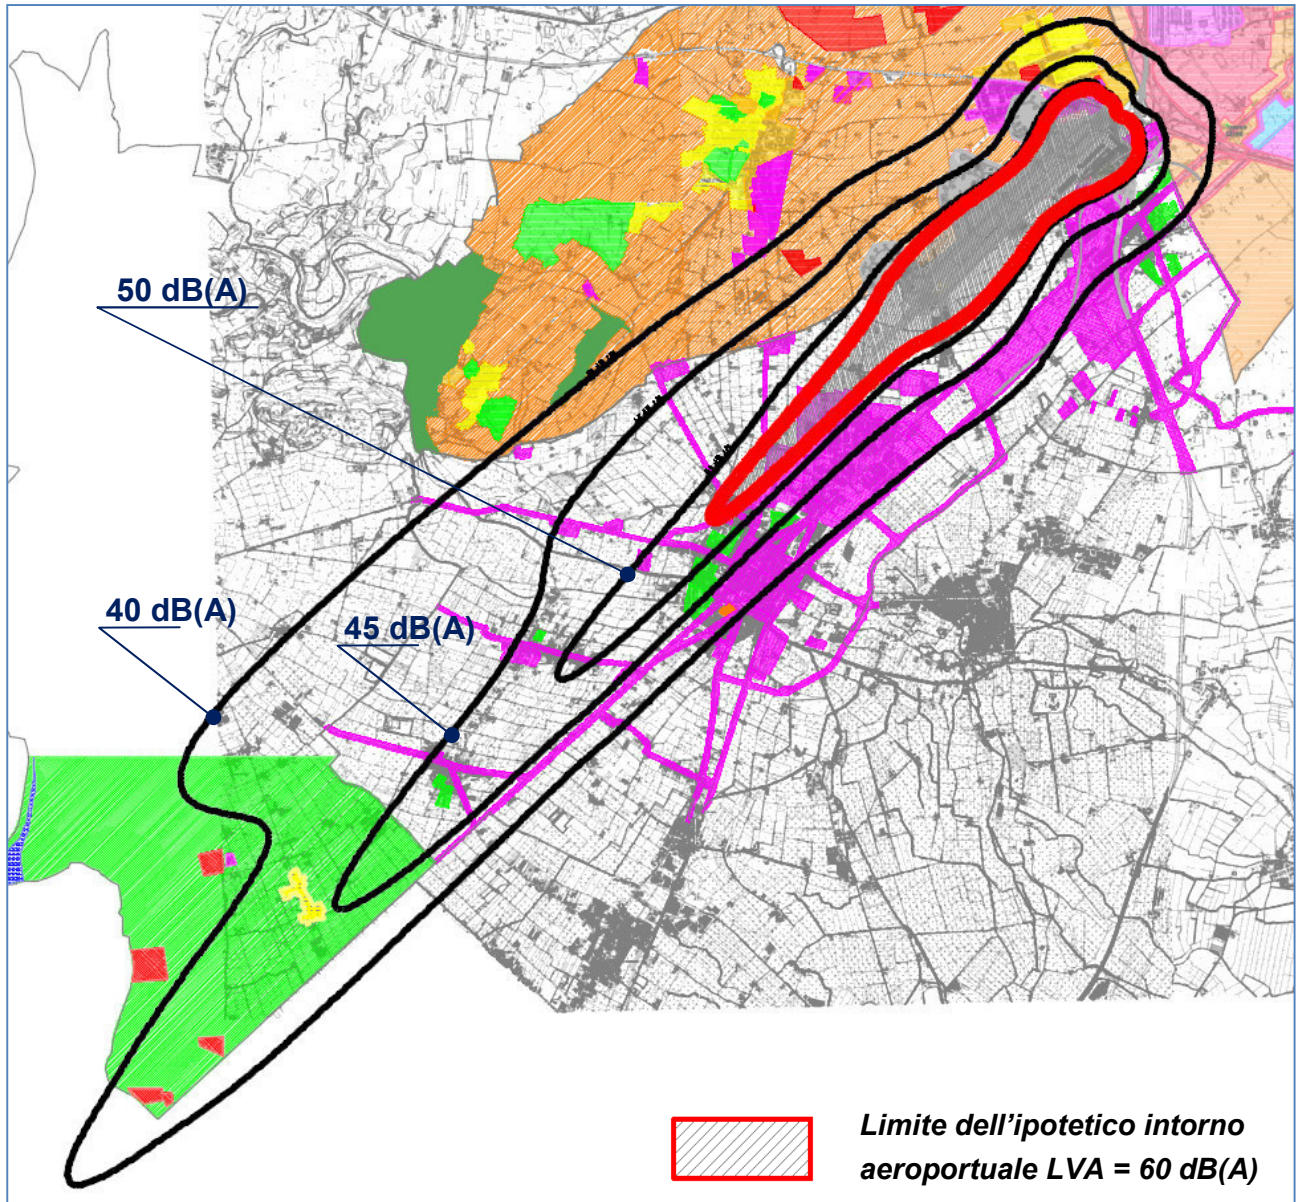 50 dB(A)
40 dB(A)
45 dB(A)
Limite dell'ipotetico intorno
aeroportuale LVA = 60 dB(A)